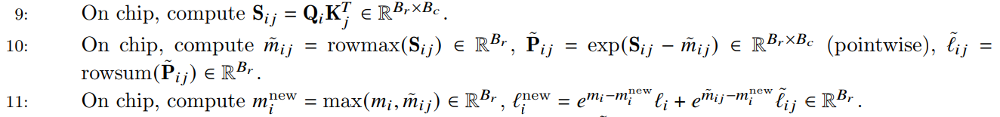 9: On chip, compute $\mathbf{S}_{ij} = \mathbf{Q}_i \mathbf{K}_j^T \in \mathbb{R}^{B_r \times B_c}$.
10: On chip, compute $\tilde{m}_{ij} = \mathrm{rowmax}(\mathbf{S}_{ij}) \in \mathbb{R}^{B_r}$, $\tilde{\mathbf{P}}_{ij} = \exp(\mathbf{S}_{ij} - \tilde{m}_{ij}) \in \mathbb{R}^{B_r \times B_c}$ (pointwise), $\tilde{\ell}_{ij} =$
$\mathrm{rowsum}(\tilde{\mathbf{P}}_{ij}) \in \mathbb{R}^{B_r}$.
11: On chip, compute $m_i^{\mathrm{new}} = \max(m_i, \tilde{m}_{ij}) \in \mathbb{R}^{B_r}$, $\ell_i^{\mathrm{new}} = e^{m_i - m_i^{\mathrm{new}}} \ell_i + e^{\tilde{m}_{ij} - m_i^{\mathrm{new}}} \tilde{\ell}_{ij} \in \mathbb{R}^{B_r}$.